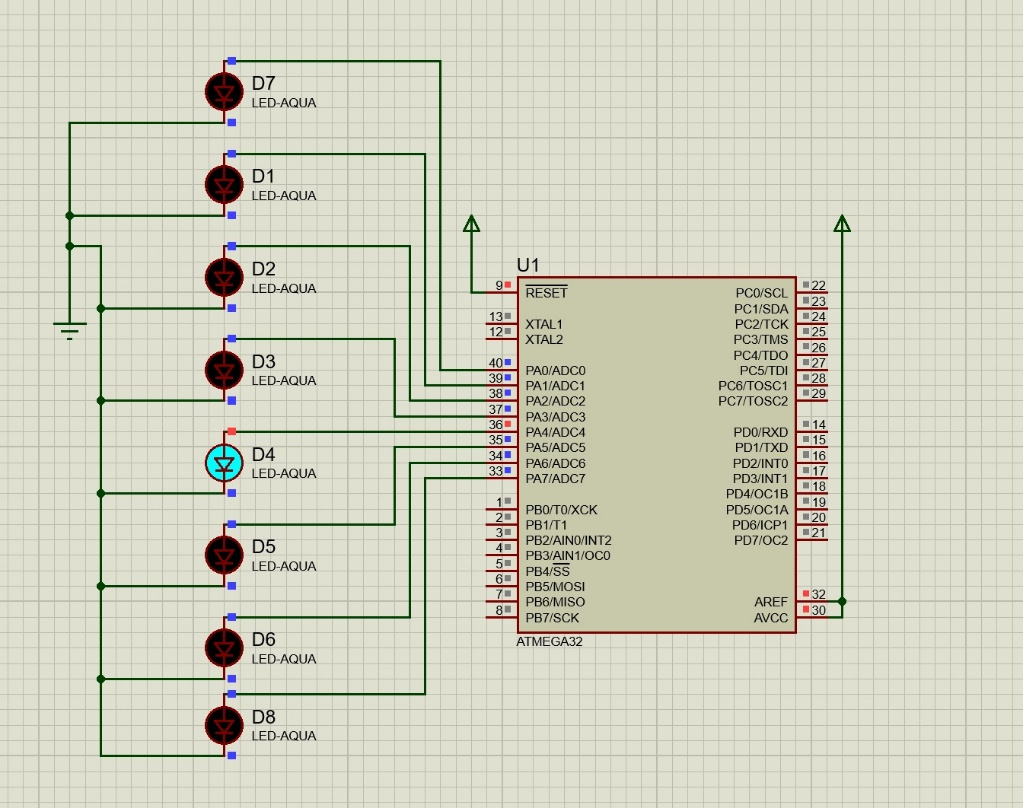 D7
LED-AQUA
D1
LED-AQUA
D2
LED-AQUA
D3
LED-AQUA
D4
LED-AQUA
D5
LED-AQUA
D6
LED-AQUA
D8
LED-AQUA
U1
9 RESET PC0/SCL 22
PC1/SDA 23
13 XTAL1 PC2/TCK 24
12 XTAL2 PC3/TMS 25
PC4/TDO 26
40 PA0/ADC0 PC5/TDI 27
39 PA1/ADC1 PC6/TOSC1 28
38 PA2/ADC2 PC7/TOSC2 29
37 PA3/ADC3
36 PA4/ADC4 PD0/RXD 14
35 PA5/ADC5 PD1/TXD 15
34 PA6/ADC6 PD2/INT0 16
33 PA7/ADC7 PD3/INT1 17
PD4/OC1B 18
1 PB0/T0/XCK PD5/OC1A 19
2 PB1/T1 PD6/ICP1 20
3 PB2/AIN0/INT2 PD7/OC2 21
4 PB3/AIN1/OC0
5 PB4/SS
6 PB5/MOSI
7 PB6/MISO AREF 32
8 PB7/SCK AVCC 30
ATMEGA32